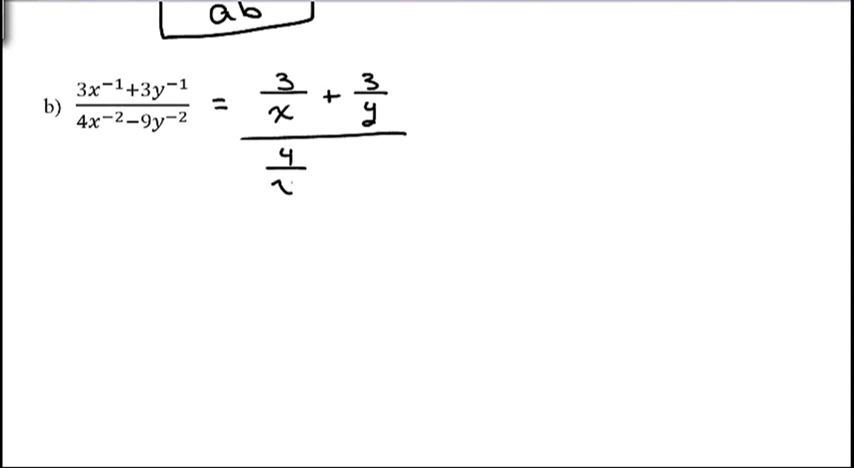 ab
b) 3x⁻¹+3y⁻¹ / 4x⁻²−9y⁻² = 3/x + 3/y
4